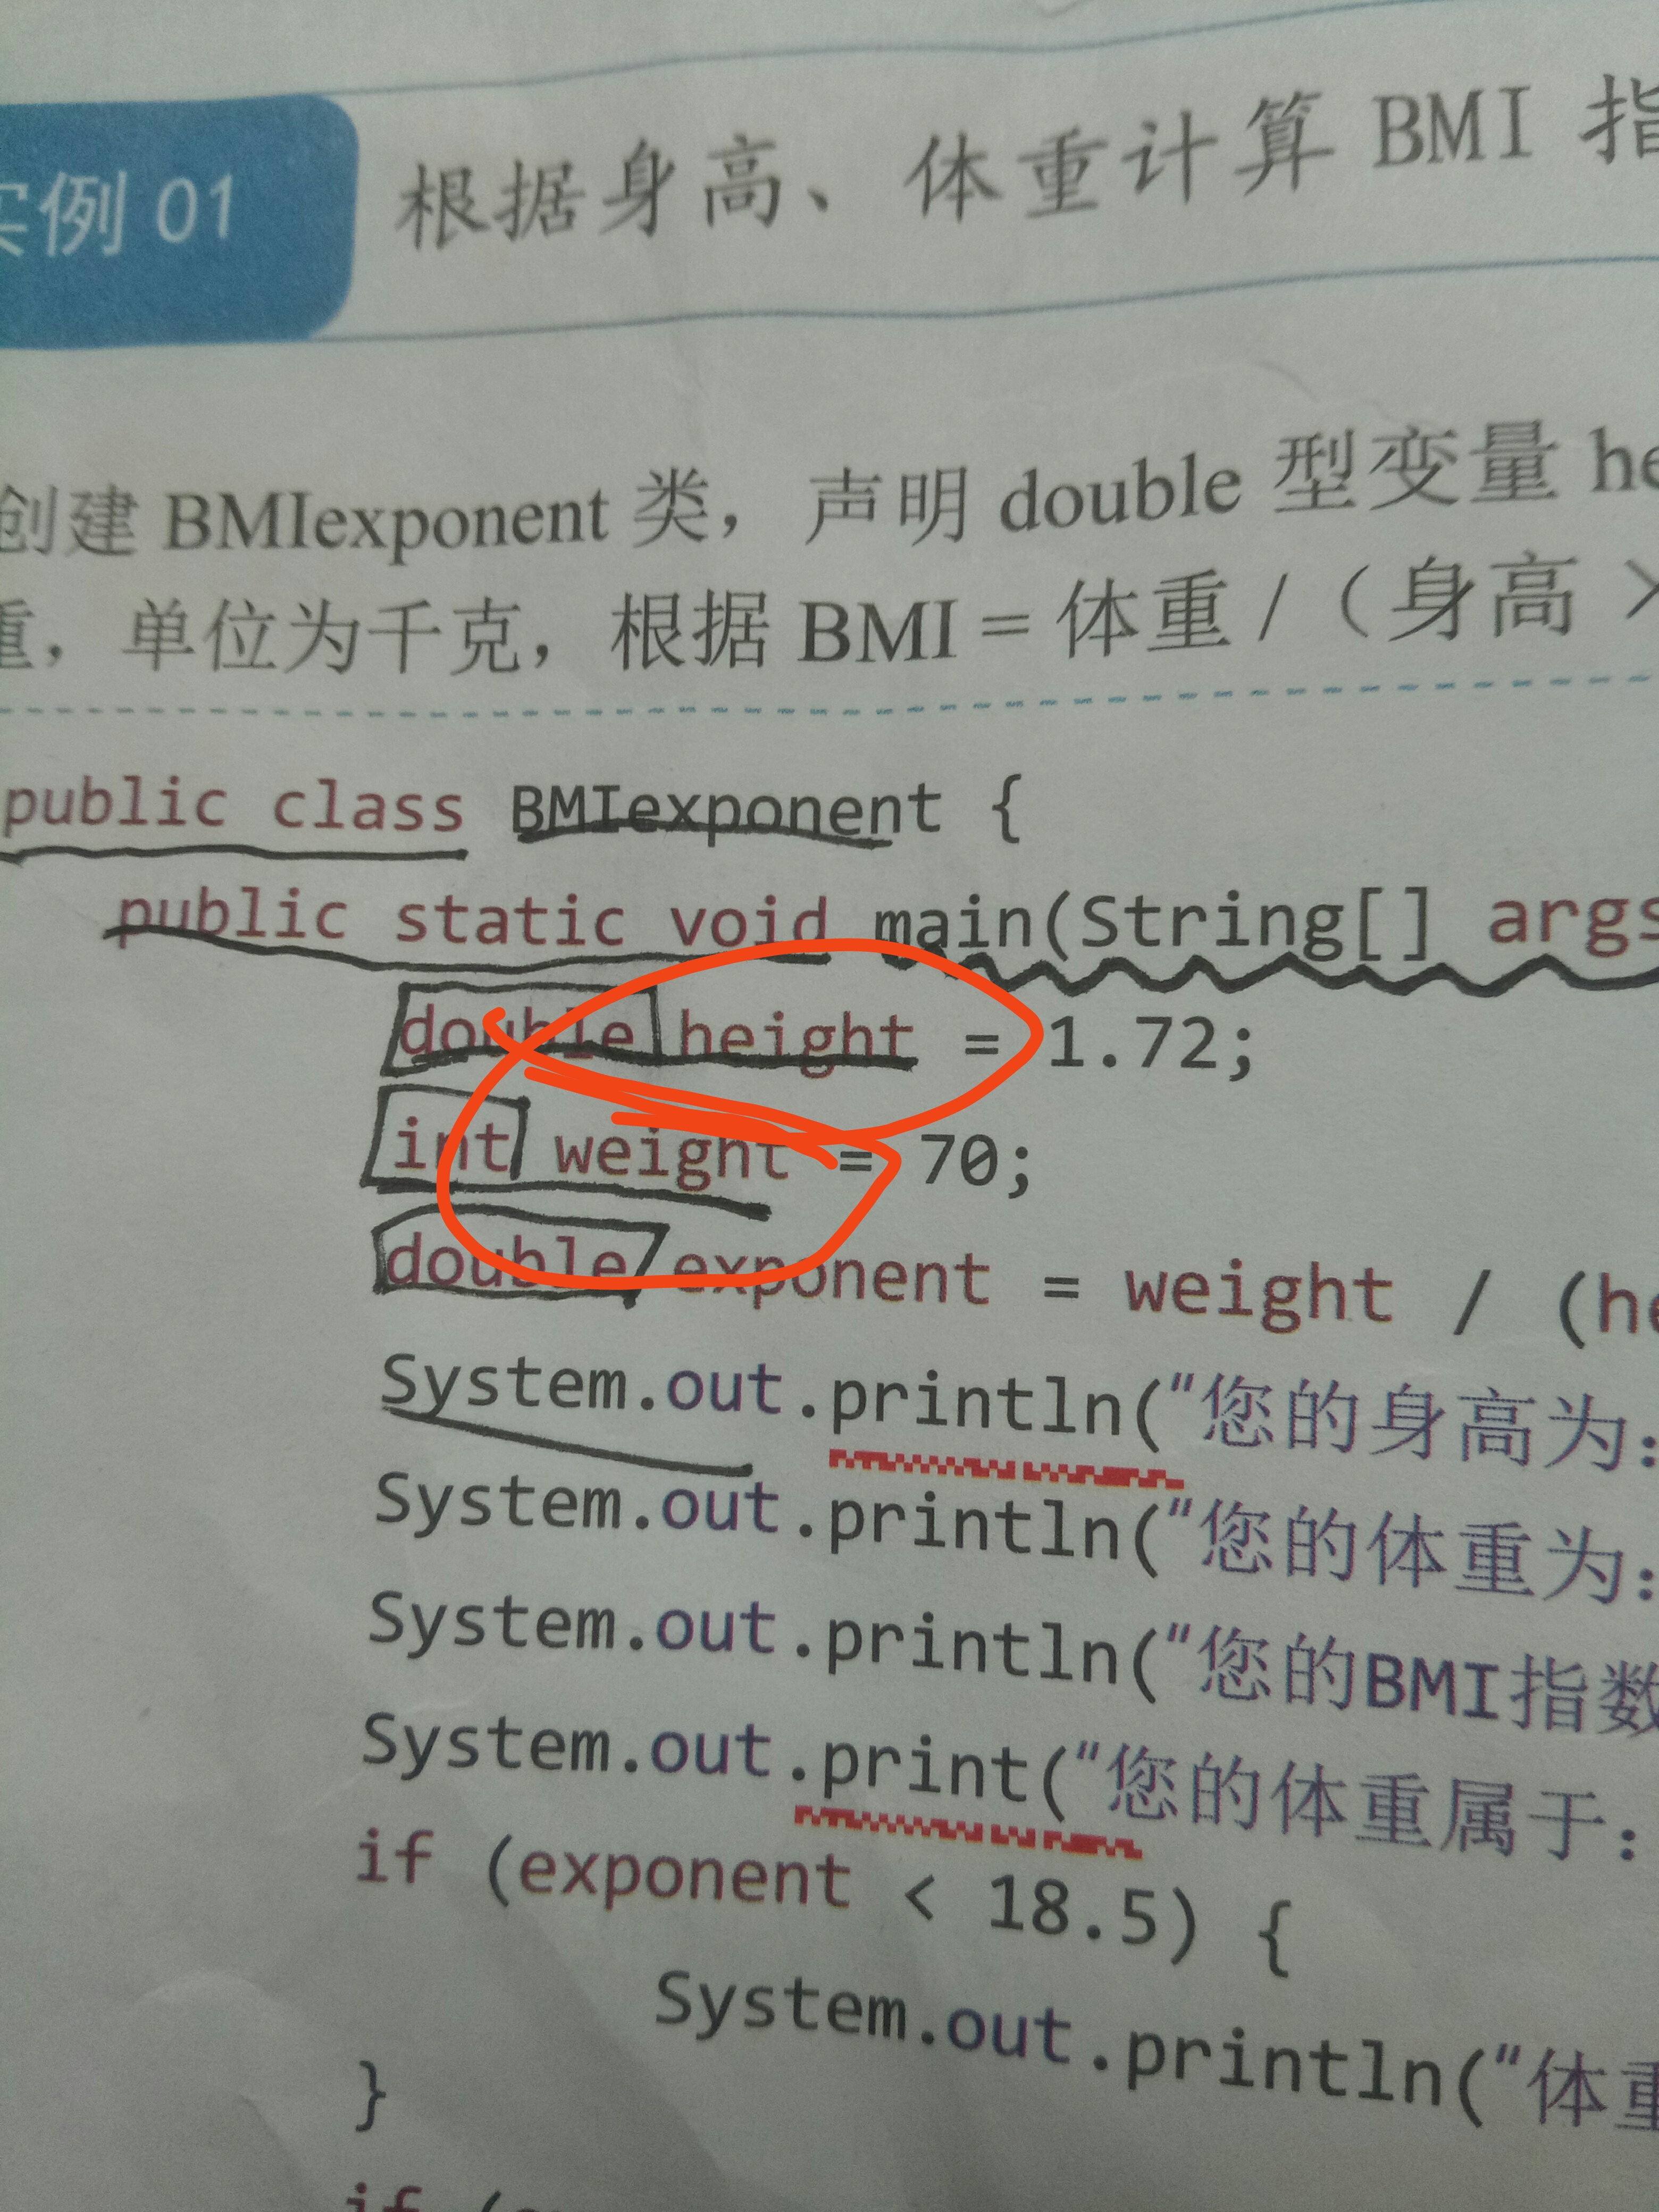 实例 01 根据身高、体重计算 BMI 指
创建 BMIexponent 类，声明 double 型变量 he
重，单位为千克，根据 BMI = 体重 /（身高 ×
public class BMIexponent {
public static void main(String[] args
double height = 1.72;
int weight = 70;
double exponent = weight / (he
System.out.println("您的身高为：
System.out.println("您的体重为：
System.out.println("您的BMI指数
System.out.print("您的体重属于：
if (exponent < 18.5) {
System.out.println("体重
}
if (